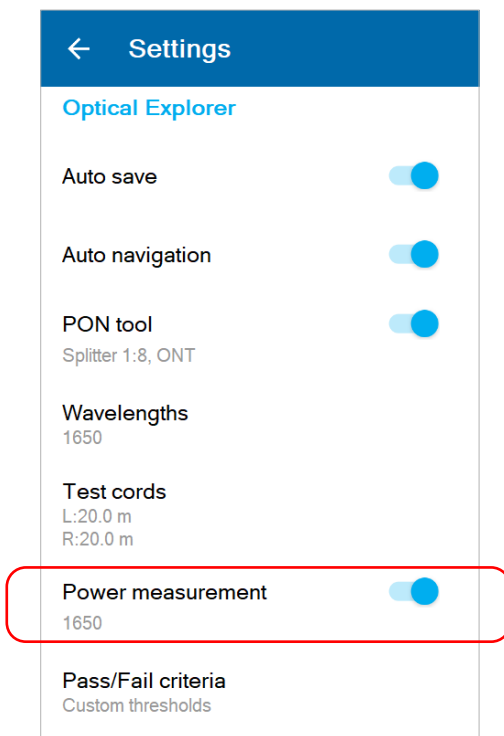 Settings
Optical Explorer
Auto save
Auto navigation
PON tool
Splitter 1:8, ONT
Wavelengths
1650
Test cords
L:20.0 m
R:20.0 m
Power measurement
1650
Pass/Fail criteria
Custom thresholds